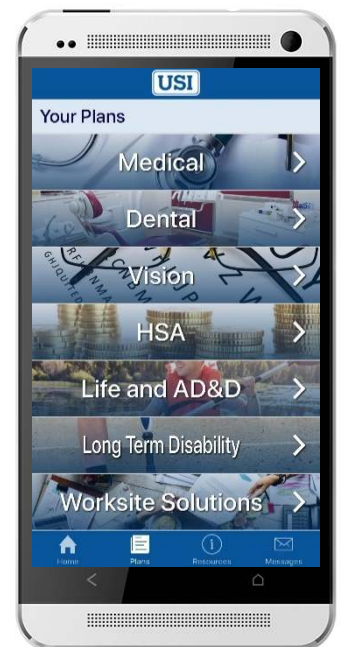 USI
Your Plans
Medical
Dental
Vision
HSA
Life and AD&D
Long Term Disability
Worksite Solutions
Home Plans Resources Messages